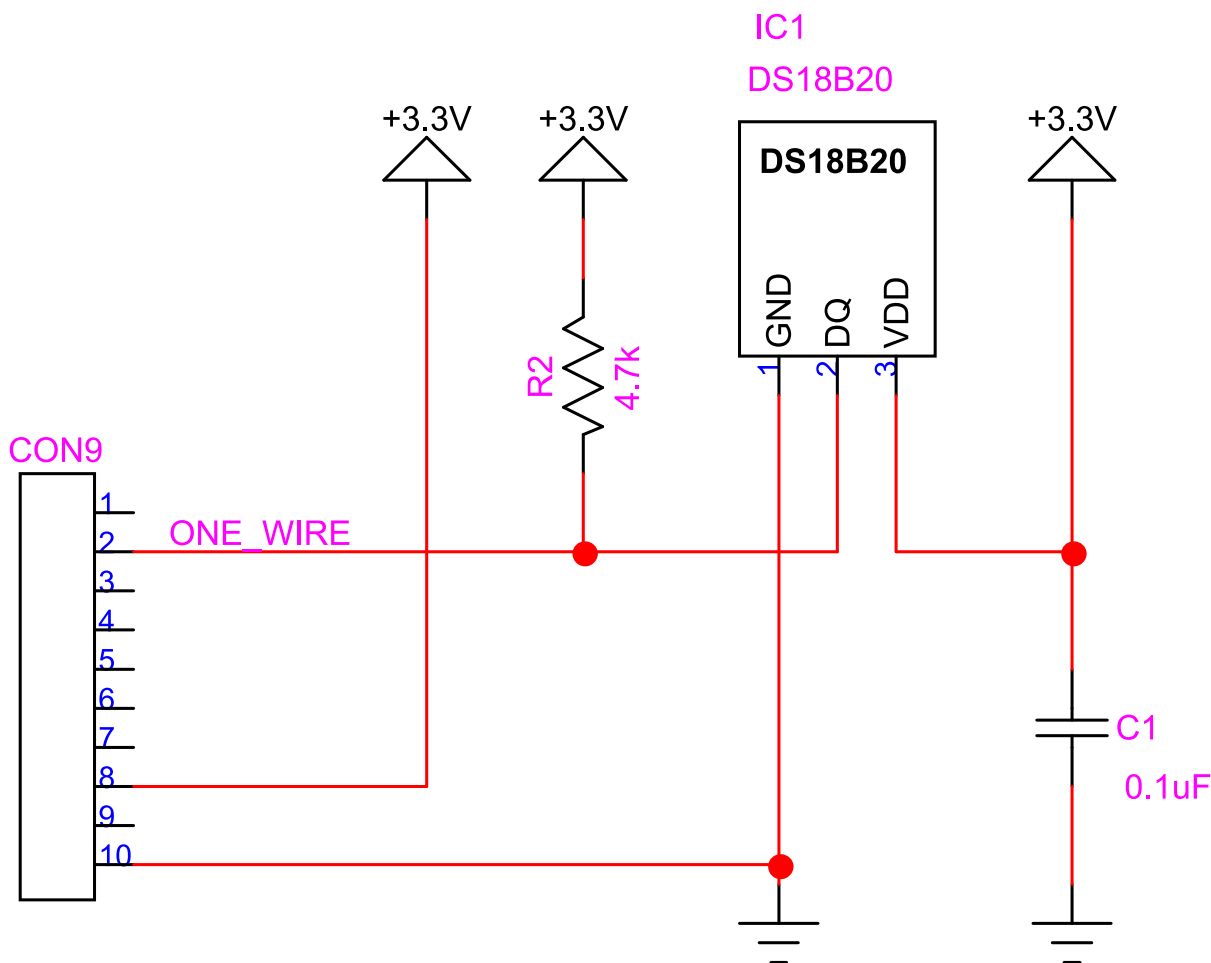 IC1
DS18B20
+3.3V
+3.3V
+3.3V
DS18B20
GND
DQ
VDD
1
2
3
R2
4.7k
CON9
1
ONE_WIRE
2
3
4
5
6
7
8
9
10
C1
0.1uF